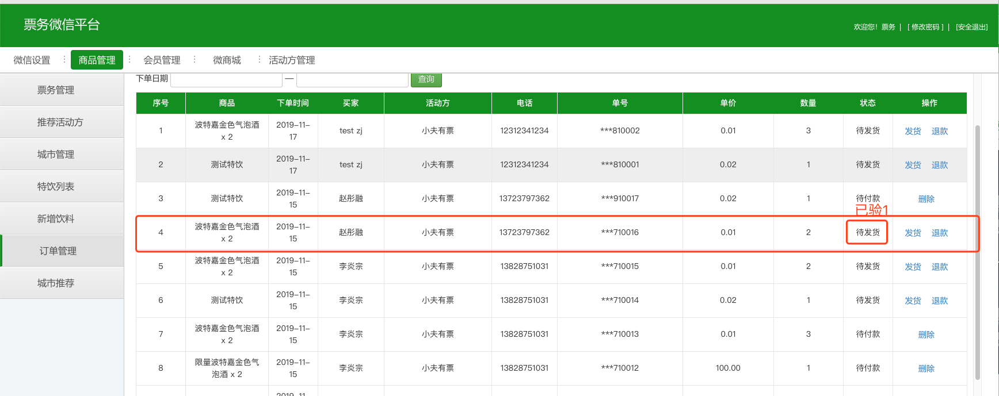 票务微信平台
欢迎您! 票务 | [ 修改密码 ] | [安全退出]
微信设置 商品管理 会员管理 微商城 活动方管理
票务管理
推荐活动方
城市管理
特饮列表
新增饮料
订单管理
城市推荐
下单日期 — 查询
序号 商品 下单时间 买家 活动方 电话 单号 单价 数量 状态 操作
1 波特嘉金色气泡酒 x 2 2019-11-17 test zj 小夫有票 12312341234 ***810002 0.01 3 待发货 发货 退款
2 测试特饮 2019-11-17 test zj 小夫有票 12312341234 ***810001 0.02 1 待发货 发货 退款
3 测试特饮 2019-11-15 赵彤融 小夫有票 13723797362 ***910017 0.02 1 待付款 删除
已验1
4 波特嘉金色气泡酒 x 2 2019-11-15 赵彤融 小夫有票 13723797362 ***710016 0.01 2 待发货 发货 退款
5 波特嘉金色气泡酒 x 2 2019-11-15 李炎宗 小夫有票 13828751031 ***710015 0.01 2 待发货 发货 退款
6 测试特饮 2019-11-15 李炎宗 小夫有票 13828751031 ***710014 0.02 1 待发货 发货 退款
7 波特嘉金色气泡酒 x 2 2019-11-15 李炎宗 小夫有票 13828751031 ***710013 0.01 3 待付款 删除
8 限量波特嘉金色气泡酒 x 2 2019-11-15 李炎宗 小夫有票 13828751031 ***710012 100.00 1 待付款 删除
2019-11-